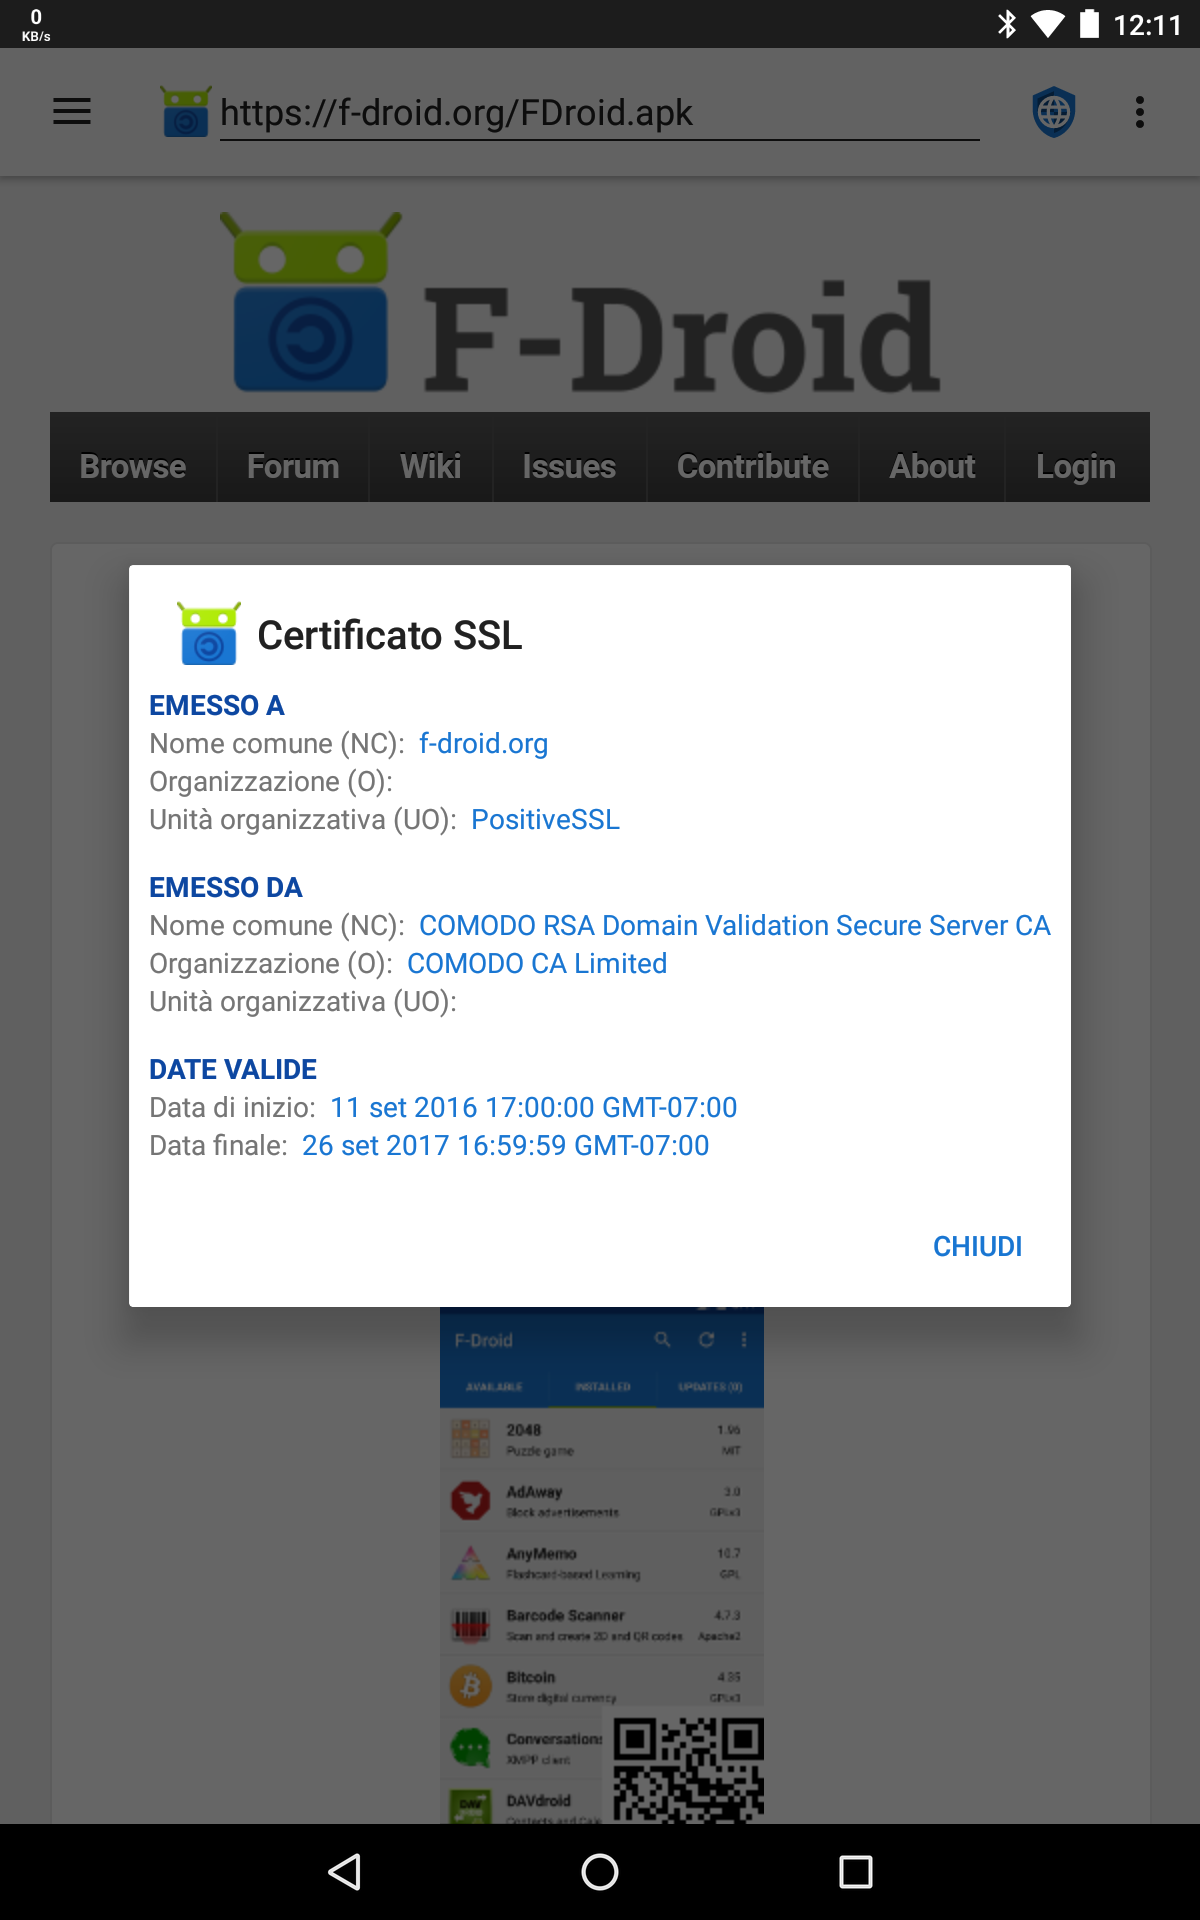 0
KB/s
12:11
https://f-droid.org/FDroid.apk
F-Droid
Browse Forum Wiki Issues Contribute About Login
Certificato SSL
EMESSO A
Nome comune (NC): f-droid.org
Organizzazione (O):
Unità organizzativa (UO): PositiveSSL
EMESSO DA
Nome comune (NC): COMODO RSA Domain Validation Secure Server CA
Organizzazione (O): COMODO CA Limited
Unità organizzativa (UO):
DATE VALIDE
Data di inizio: 11 set 2016 17:00:00 GMT-07:00
Data finale: 26 set 2017 16:59:59 GMT-07:00
CHIUDI
F-Droid
AVAILABLE INSTALLED UPDATES (0)
2048 1.96
Puzzle game MIT
AdAway 3.0
Block advertisements GPLv3
AnyMemo 10.7
Flashcard-based Learning GPL
Barcode Scanner 4.7.3
Scan and create 2D and QR codes Apache2
Bitcoin 4.35
Store digital currency GPLv3
Conversations
XMPP client
DAV
DAVdroid
Contacts and Cale